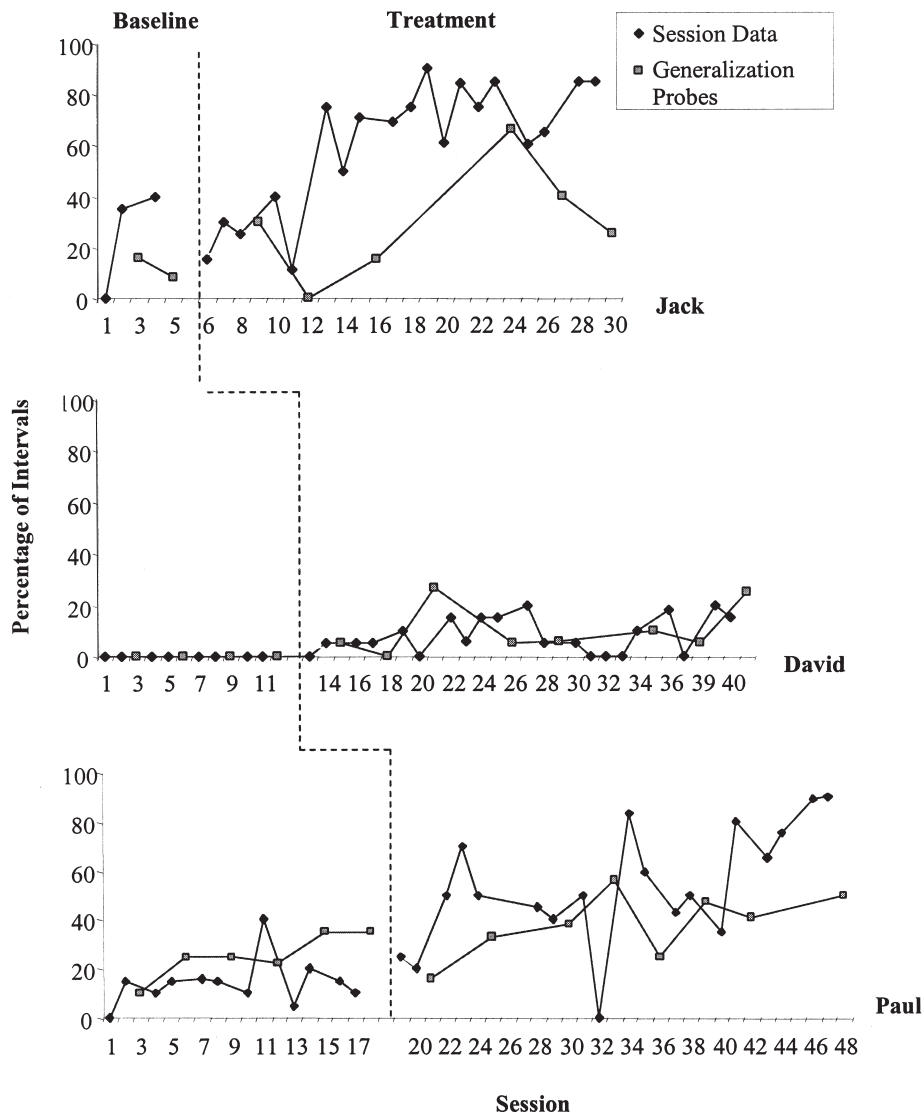 Baseline Treatment
Session Data
Generalization
Probes
100
80
60
40
20
0
1 3 5 6 8 10 12 14 16 18 20 22 24 26 28 30
Jack
Percentage of Intervals
100
80
60
40
20
0
1 3 5 7 9 11 14 16 18 20 22 24 26 28 30 32 34 36 39 40
David
100
80
60
40
20
0
1 3 5 7 9 11 13 15 17 20 22 24 26 28 30 32 34 36 38 40 42 44 46 48
Paul
Session